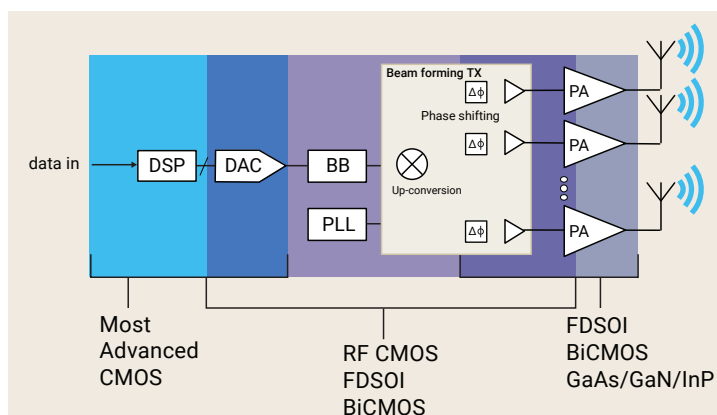 Beam forming TX
Δϕ
PA
Phase shifting
Δϕ
PA
data in
DSP
DAC
BB
Up-conversion
PLL
Δϕ
PA
Most
Advanced
CMOS
RF CMOS
FDSOI
BiCMOS
FDSOI
BiCMOS
GaAs/GaN/InP